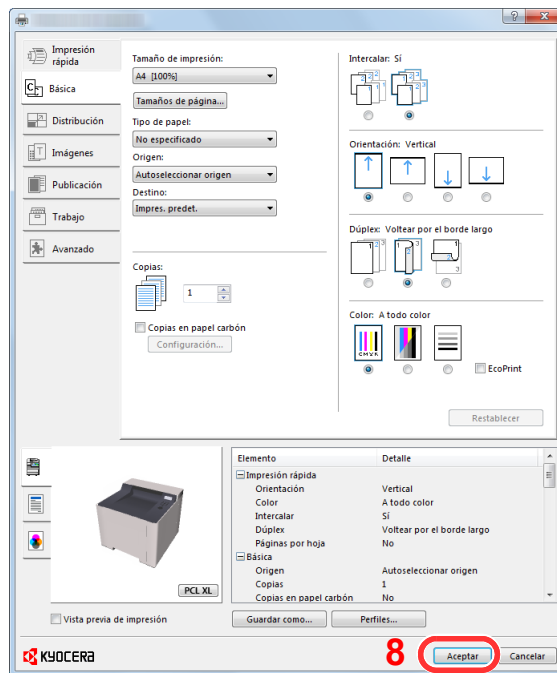 Impresión
rápida
Básica
Distribución
Imágenes
Publicación
Trabajo
Avanzado
Tamaño de impresión:
A4 [100%]
Tamaños de página...
Tipo de papel:
No especificado
Origen:
Autoseleccionar origen
Destino:
Impres. predet.
Copias:
1
Copias en papel carbón
Configuración...
Intercalar: Sí
Orientación: Vertical
Dúplex: Voltear por el borde largo
Color: A todo color
CMYK
EcoPrint
Restablecer
PCL XL
Vista previa de impresión
Elemento Detalle
Impresión rápida
Orientación Vertical
Color A todo color
Intercalar Sí
Dúplex Voltear por el borde largo
Páginas por hoja No
Básica
Origen Autoseleccionar origen
Copias 1
Copias en papel carbón No
Guardar como... Perfiles...
KYOCERA
8 Aceptar Cancelar